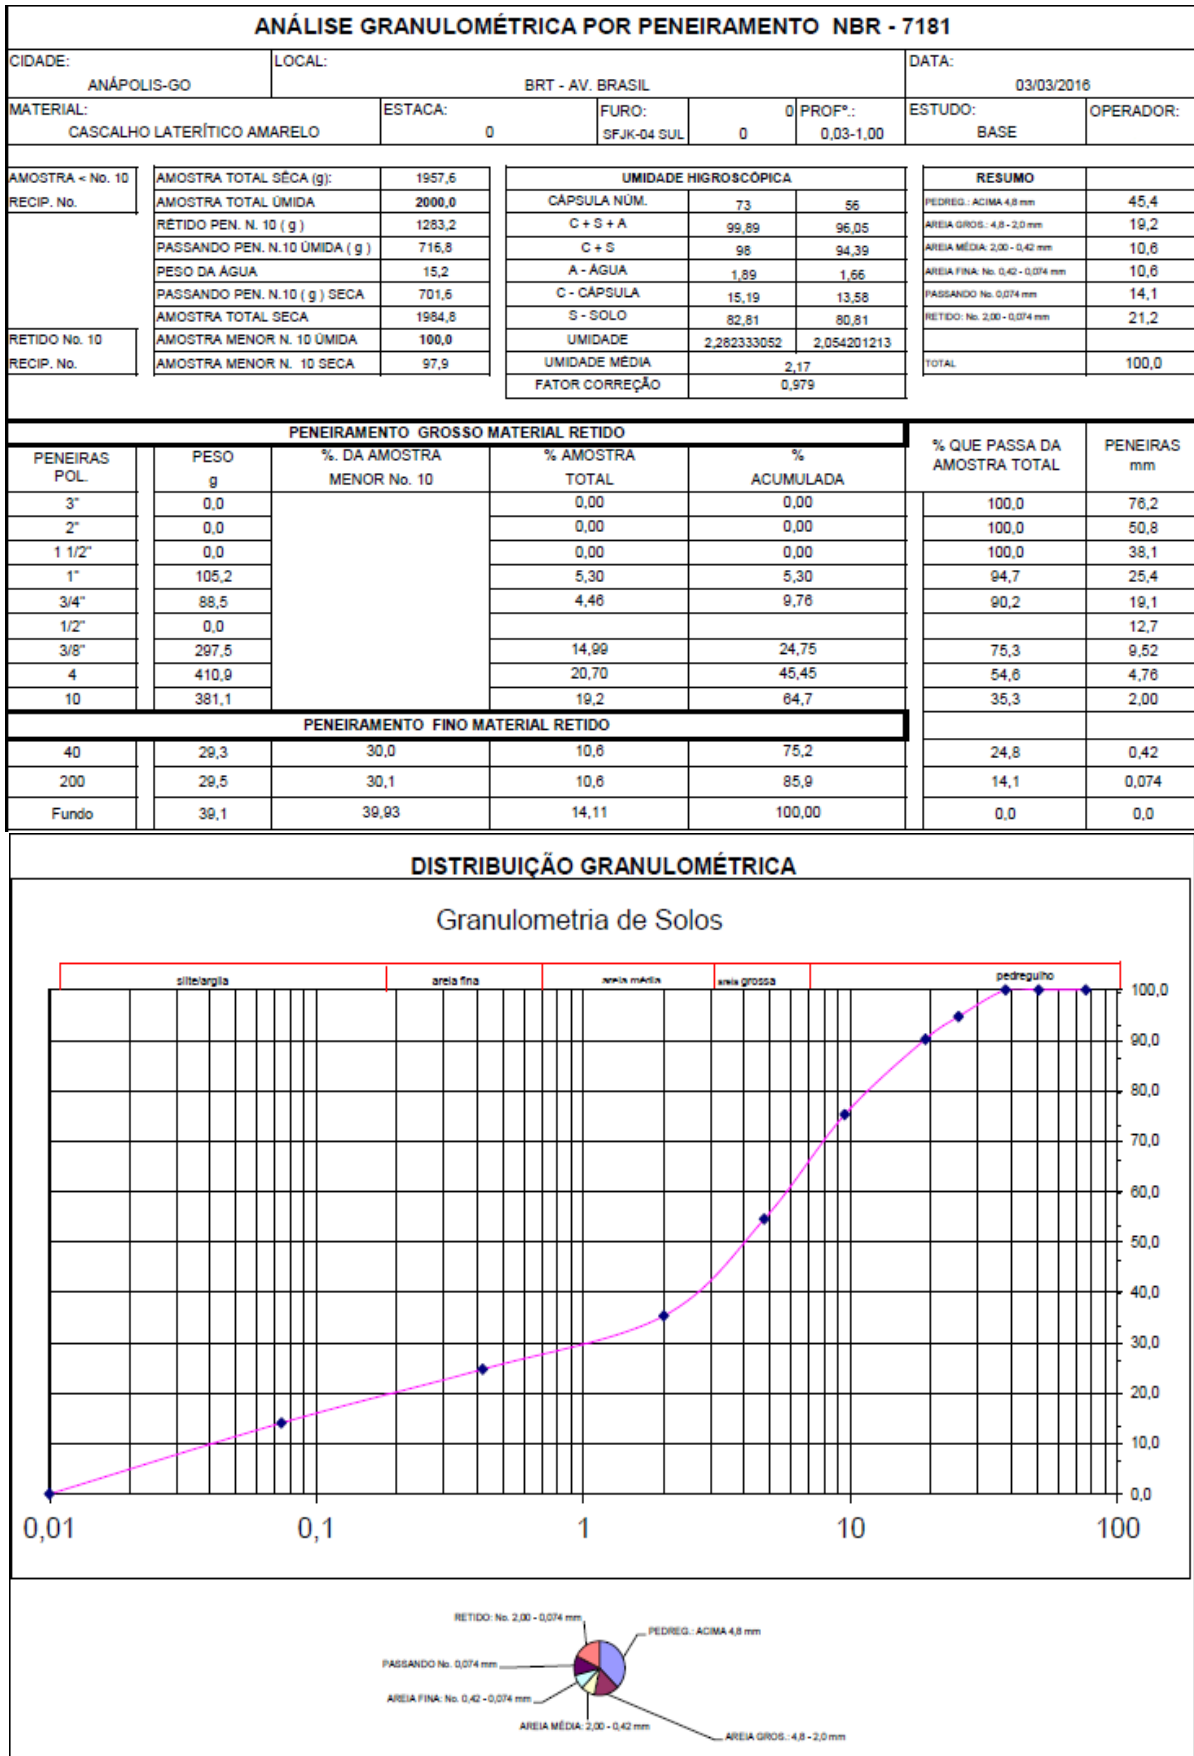 ANÁLISE GRANULOMÉTRICA POR PENEIRAMENTO NBR - 7181
CIDADE: LOCAL: DATA:
ANÁPOLIS-GO BRT - AV. BRASIL 03/03/2016
MATERIAL: ESTACA: FURO: 0 PROFº.: ESTUDO: OPERADOR:
CASCALHO LATERÍTICO AMARELO 0 SFJK-04 SUL 0 0,03-1,00 BASE
AMOSTRA < No. 10 AMOSTRA TOTAL SÊCA (g): 1957,6 UMIDADE HIGROSCÓPICA RESUMO
RECIP. No. AMOSTRA TOTAL ÚMIDA 2000,0 CÁPSULA NÚM. 73 56 PEDREG.: ACIMA 4,8 mm 45,4
RETIDO PEN. N. 10 ( g ) 1283,2 C + S + A 99,89 96,05 AREIA GROS.: 4,8 - 2,0 mm 19,2
PASSANDO PEN. N.10 ÚMIDA ( g ) 716,8 C + S 98 94,39 AREIA MÉDIA: 2,00 - 0,42 mm 10,6
PESO DA ÁGUA 15,2 A - ÁGUA 1,89 1,66 AREIA FINA: No. 0,42 - 0,074 mm 10,6
PASSANDO PEN. N.10 ( g ) SECA 701,6 C - CÁPSULA 15,19 13,58 PASSANDO No. 0,074 mm 14,1
AMOSTRA TOTAL SECA 1984,8 S - SOLO 82,81 80,81 RETIDO: No. 2,00 - 0,074 mm 21,2
RETIDO No. 10 AMOSTRA MENOR N. 10 ÚMIDA 100,0 UMIDADE 2,282333052 2,054201213
RECIP. No. AMOSTRA MENOR N. 10 SECA 97,9 UMIDADE MÉDIA 2,17 TOTAL 100,0
FATOR CORREÇÃO 0,979
PENEIRAMENTO GROSSO MATERIAL RETIDO
PENEIRAS PESO %. DA AMOSTRA % AMOSTRA % % QUE PASSA DA PENEIRAS
POL. g MENOR No. 10 TOTAL ACUMULADA AMOSTRA TOTAL mm
3" 0,0 0,00 0,00 100,0 76,2
2" 0,0 0,00 0,00 100,0 50,8
1 1/2" 0,0 0,00 0,00 100,0 38,1
1" 105,2 5,30 5,30 94,7 25,4
3/4" 88,5 4,46 9,76 90,2 19,1
1/2" 0,0 12,7
3/8" 297,5 14,99 24,75 75,3 9,52
4 410,9 20,70 45,45 54,6 4,76
10 381,1 19,2 64,7 35,3 2,00
PENEIRAMENTO FINO MATERIAL RETIDO
40 29,3 30,0 10,6 75,2 24,8 0,42
200 29,5 30,1 10,6 85,9 14,1 0,074
Fundo 39,1 39,93 14,11 100,00 0,0 0,0
DISTRIBUIÇÃO GRANULOMÉTRICA
Granulometria de Solos
silte/argila areia fina areia média areia grossa pedregulho
100,0
90,0
80,0
70,0
60,0
50,0
40,0
30,0
20,0
10,0
0,0
0,01 0,1 1 10 100
RETIDO: No. 2,00 - 0,074 mm
PEDREG.: ACIMA 4,8 mm
PASSANDO No. 0,074 mm
AREIA FINA: No. 0,42 - 0,074 mm
AREIA MÉDIA: 2,00 - 0,42 mm
AREIA GROS.: 4,8 - 2,0 mm